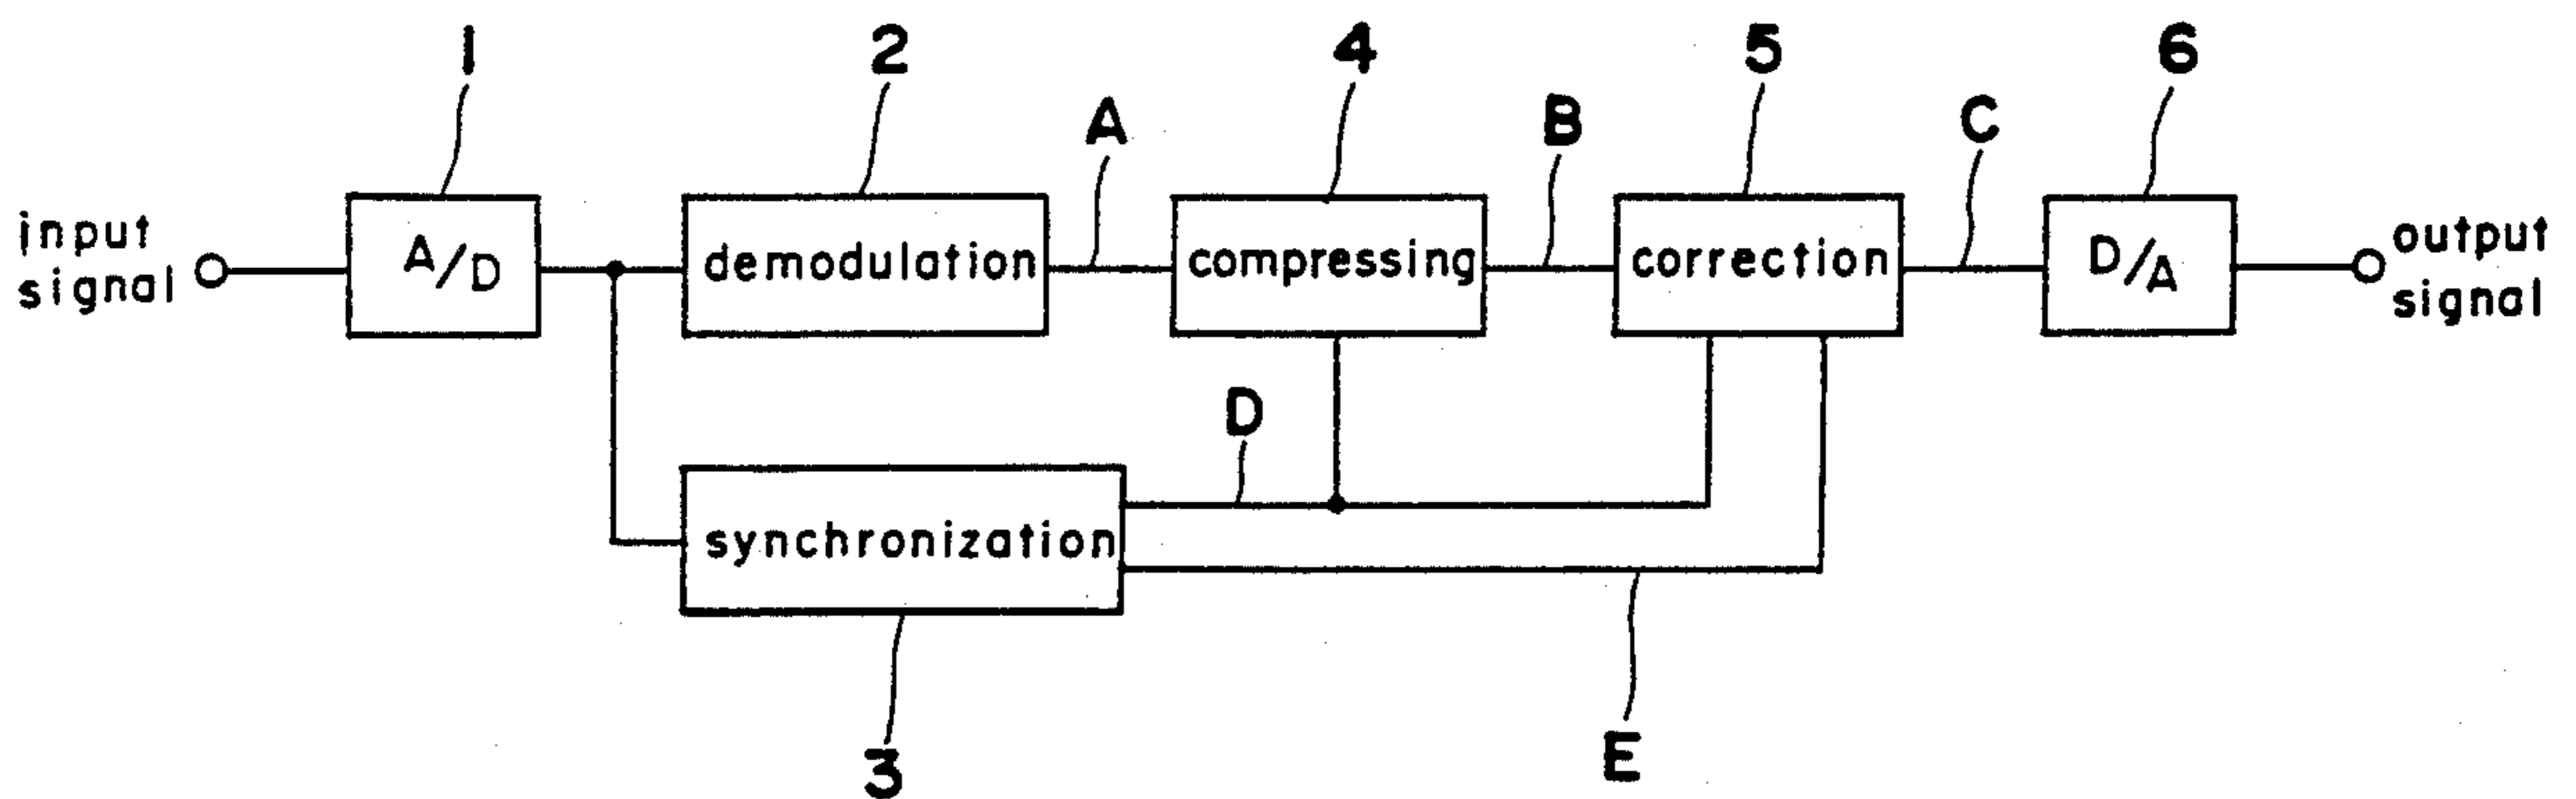 1
2
4
5
6
A
B
C
input
signal
A/D
demodulation
compressing
correction
D/A
output
signal
D
synchronization
3
E